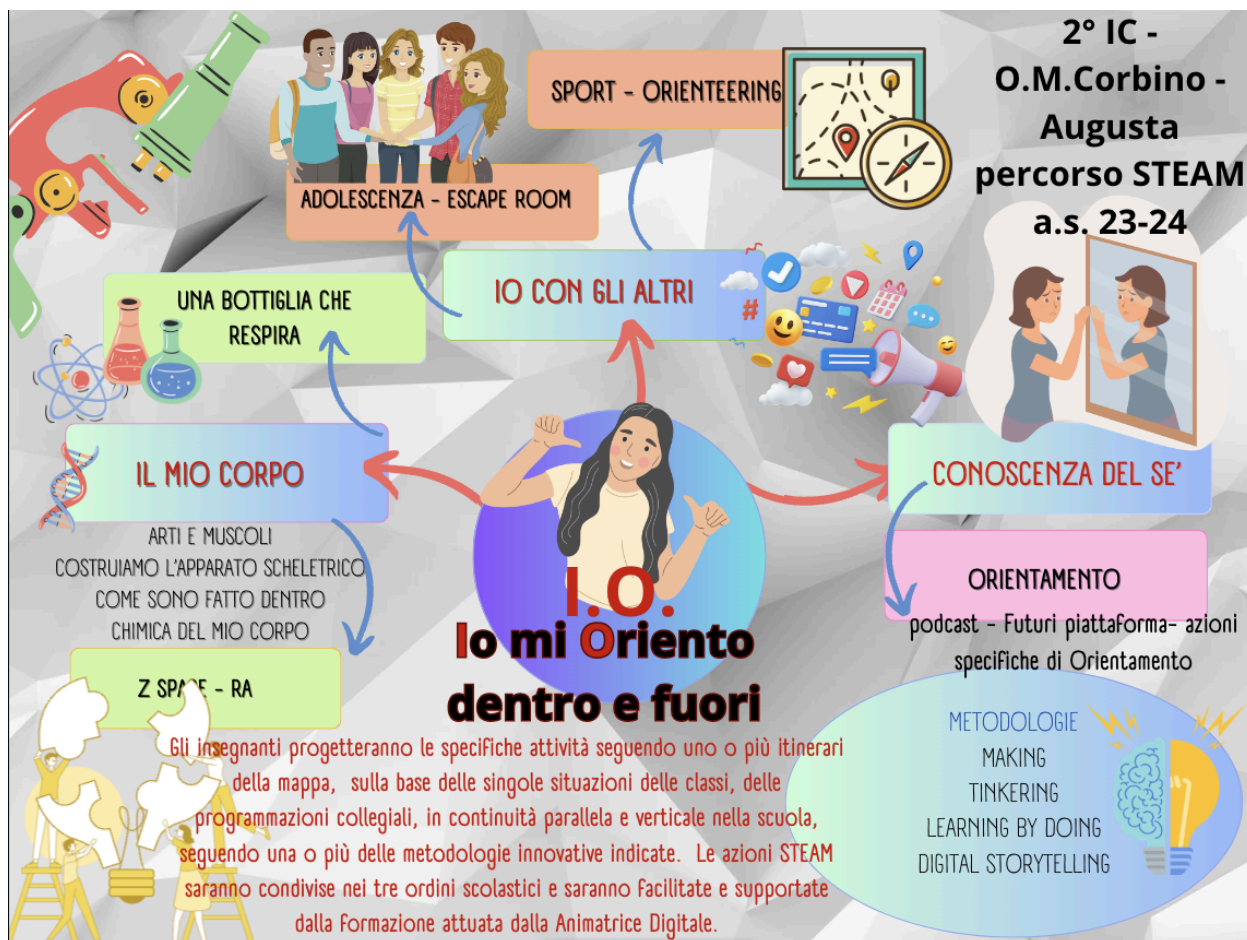 2° IC -
O.M.Corbino -
Augusta
percorso STEAM
a.s. 23-24
SPORT - ORIENTEERING
ADOLESCENZA - ESCAPE ROOM
IO CON GLI ALTRI
UNA BOTTIGLIA CHE
RESPIRA
#
IL MIO CORPO
ARTI E MUSCOLI
COSTRUIAMO L'APPARATO SCHELETRICO
COME SONO FATTO DENTRO
CHIMICA DEL MIO CORPO
Z SPACE - RA
CONOSCENZA DEL SE'
ORIENTAMENTO
podcast - Futuri piattaforma- azioni
specifiche di Orientamento
I.O.
Io mi Oriento
dentro e fuori
Gli insegnanti progetteranno le specifiche attività seguendo uno o più itinerari
della mappa, sulla base delle singole situazioni delle classi, delle
programmazioni collegiali, in continuità parallela e verticale nella scuola,
seguendo una o più delle metodologie innovative indicate. Le azioni STEAM
saranno condivise nei tre ordini scolastici e saranno facilitate e supportate
dalla formazione attuata dalla Animatrice Digitale.
METODOLOGIE
MAKING
TINKERING
LEARNING BY DOING
DIGITAL STORYTELLING